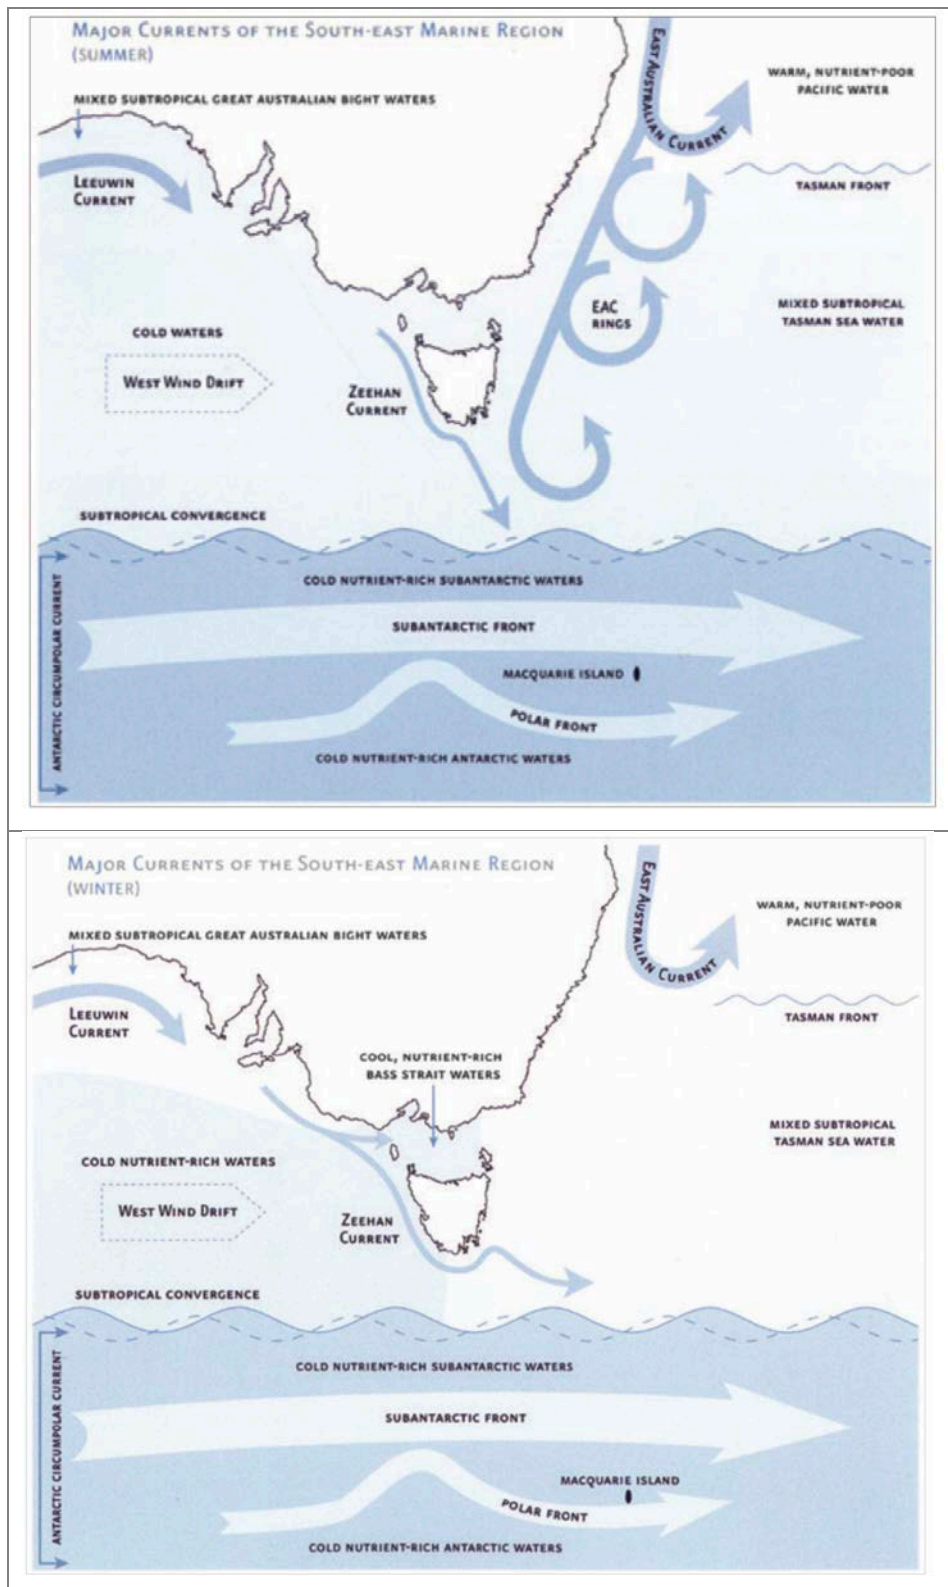 MAJOR CURRENTS OF THE SOUTH-EAST MARINE REGION
(SUMMER)
MIXED SUBTROPICAL GREAT AUSTRALIAN BIGHT WATERS
LEEUWIN
CURRENT
EAST AUSTRALIAN CURRENT
WARM, NUTRIENT-POOR
PACIFIC WATER
TASMAN FRONT
EAC
RINGS
MIXED SUBTROPICAL
TASMAN SEA WATER
COLD WATERS
WEST WIND DRIFT
ZEEHAN
CURRENT
SUBTROPICAL CONVERGENCE
ANTARCTIC CIRCUMPOLAR CURRENT
COLD NUTRIENT-RICH SUBANTARCTIC WATERS
SUBANTARCTIC FRONT
MACQUARIE ISLAND
POLAR FRONT
COLD NUTRIENT-RICH ANTARCTIC WATERS
MAJOR CURRENTS OF THE SOUTH-EAST MARINE REGION
(WINTER)
MIXED SUBTROPICAL GREAT AUSTRALIAN BIGHT WATERS
LEEUWIN
CURRENT
EAST AUSTRALIAN CURRENT
WARM, NUTRIENT-POOR
PACIFIC WATER
TASMAN FRONT
COOL, NUTRIENT-RICH
BASS STRAIT WATERS
MIXED SUBTROPICAL
TASMAN SEA WATER
COLD NUTRIENT-RICH WATERS
WEST WIND DRIFT
ZEEHAN
CURRENT
SUBTROPICAL CONVERGENCE
ANTARCTIC CIRCUMPOLAR CURRENT
COLD NUTRIENT-RICH SUBANTARCTIC WATERS
SUBANTARCTIC FRONT
MACQUARIE ISLAND
POLAR FRONT
COLD NUTRIENT-RICH ANTARCTIC WATERS